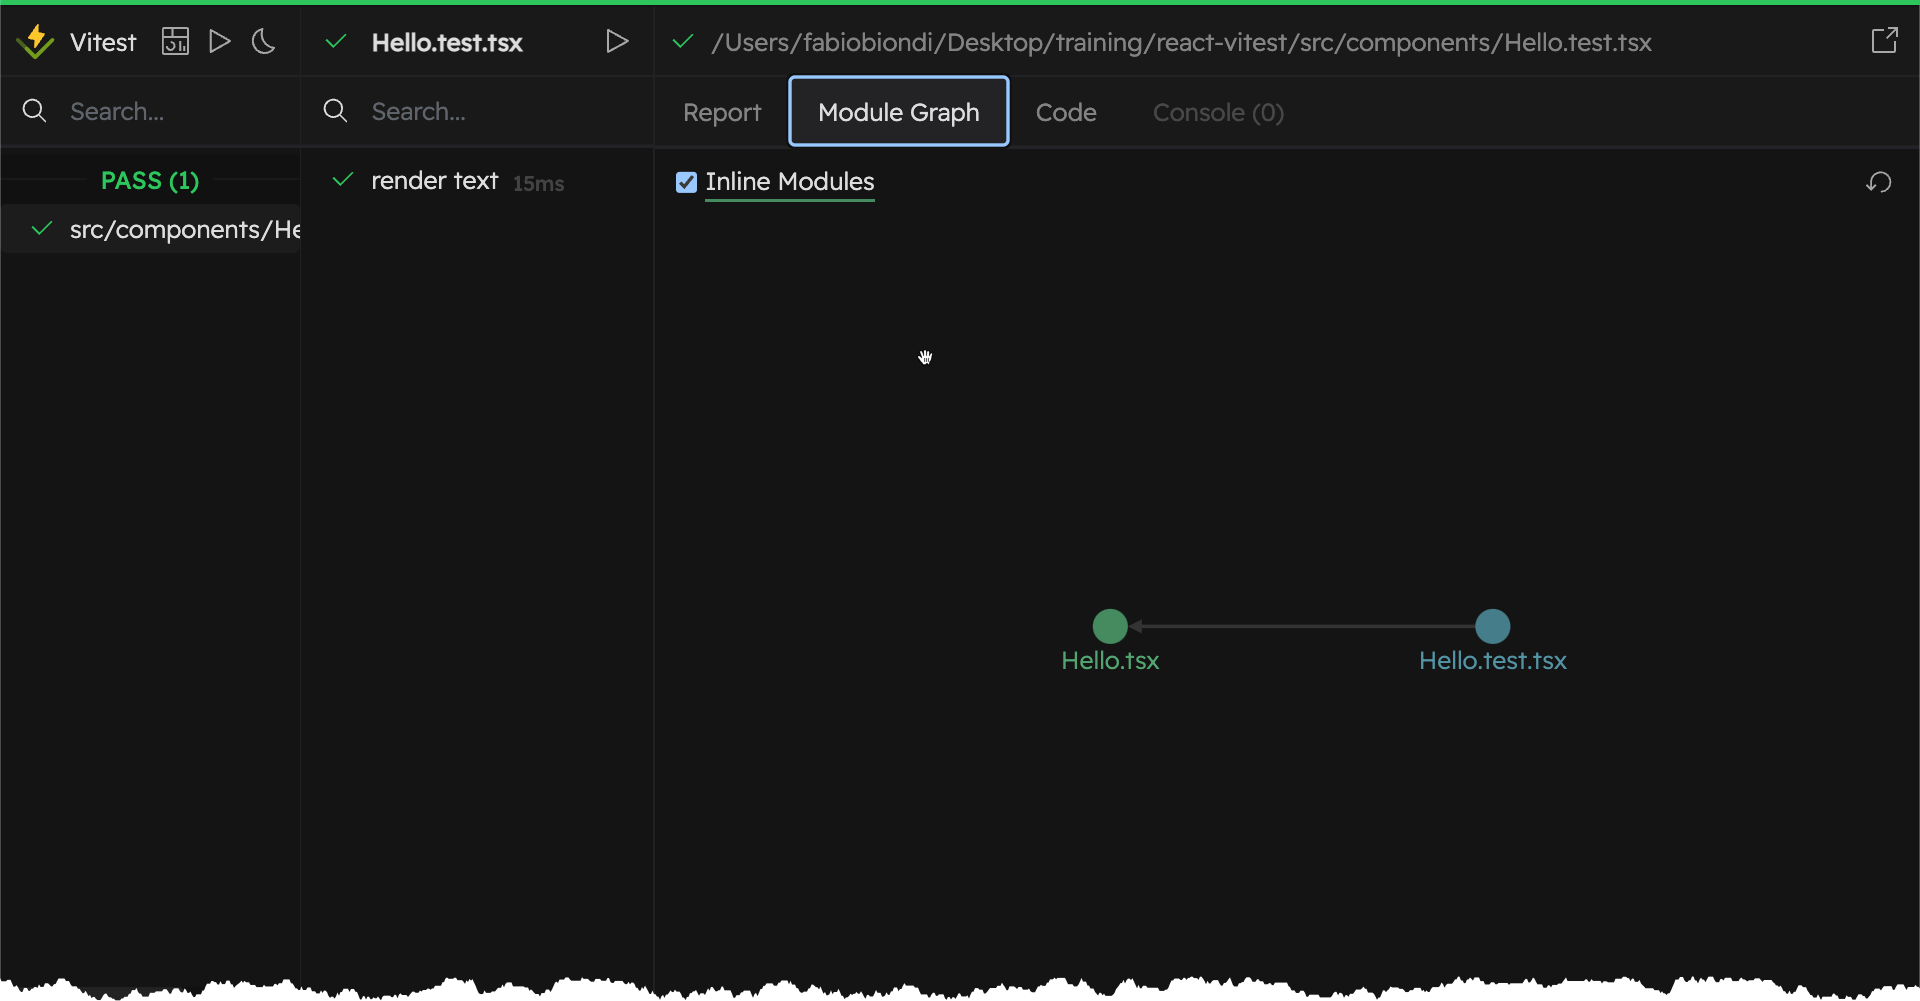 Vitest
Hello.test.tsx
/Users/fabiobiondi/Desktop/training/react-vitest/src/components/Hello.test.tsx
Search...
Search...
Report
Module Graph
Code
Console (0)
PASS (1)
src/components/He
render text 15ms
Inline Modules
Hello.tsx
Hello.test.tsx